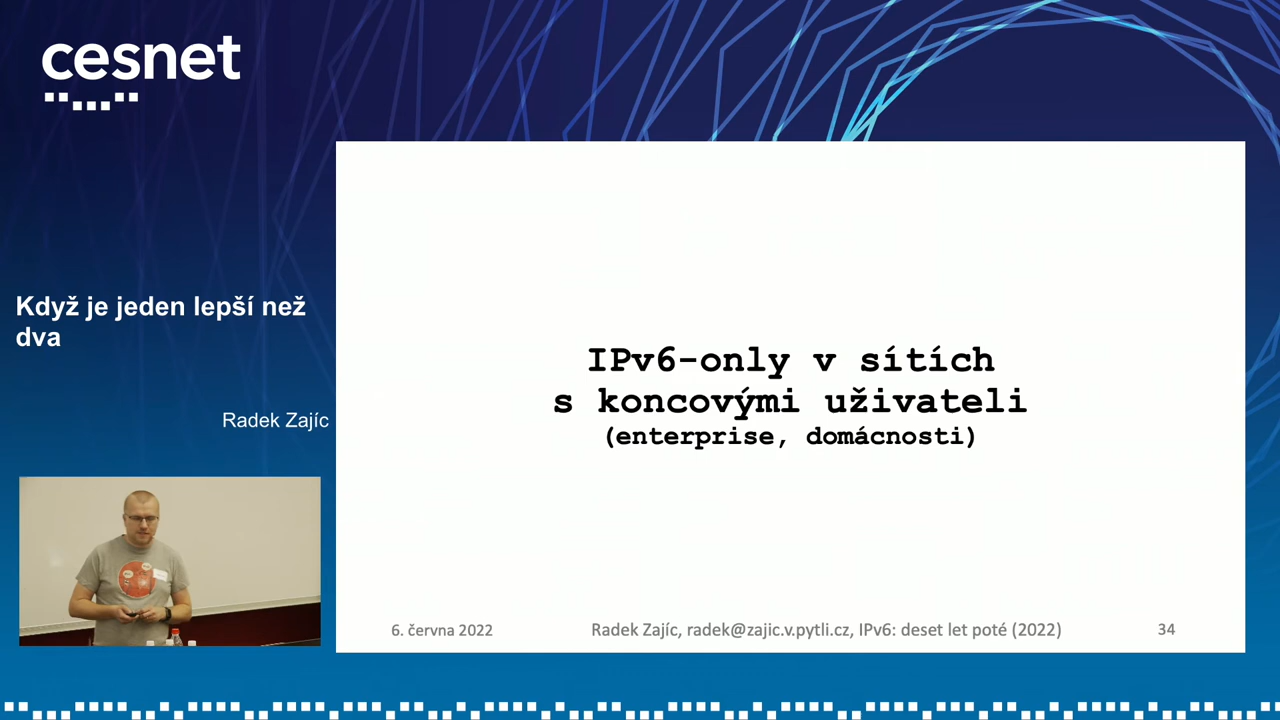 cesnet
Když je jeden lepší než
dva
Radek Zajíc
IPv6-only v sítích
s koncovými uživateli
(enterprise, domácnosti)
6. června 2022
Radek Zajíc, radek@zajic.v.pytli.cz, IPv6: deset let poté (2022)
34